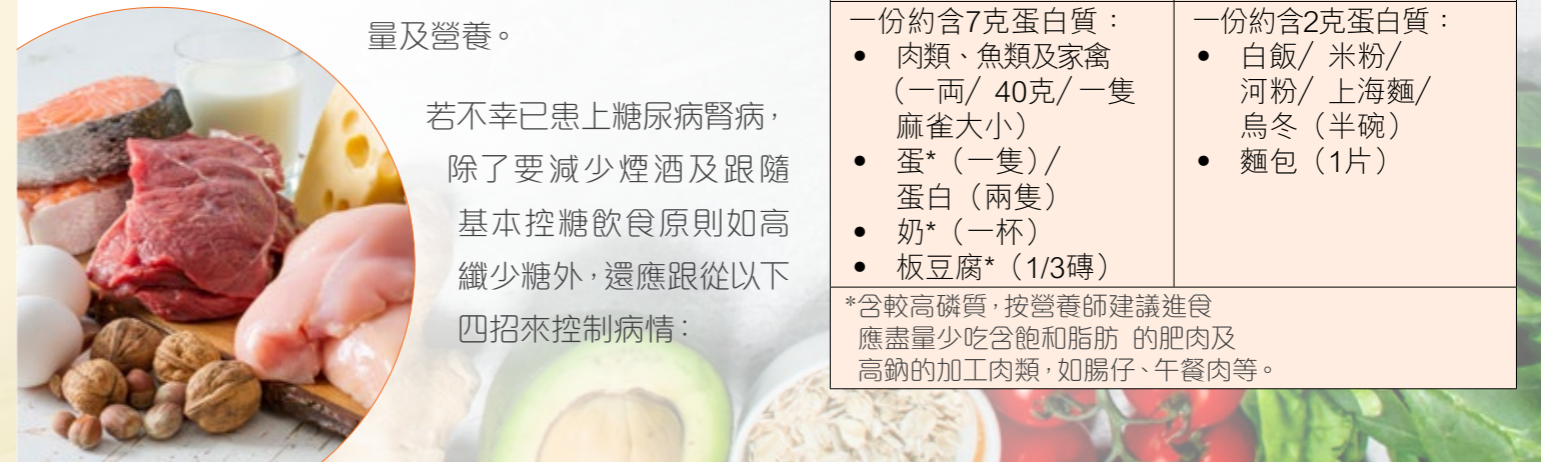 量及營養。
若不幸已患上糖尿病腎病，
除了要減少煙酒及跟隨
基本控糖飲食原則如高
纖少糖外，還應跟從以下
四招來控制病情：
一份約含7克蛋白質：
• 肉類、魚類及家禽
（一両/ 40克/ 一隻
麻雀大小）
• 蛋*（一隻）/
蛋白（兩隻）
• 奶*（一杯）
• 板豆腐*（1/3磚）
一份約含2克蛋白質：
• 白飯/ 米粉/
河粉/ 上海麵/
烏冬（半碗）
• 麵包（1片）
*含較高磷質，按營養師建議進食
應盡量少吃含飽和脂肪 的肥肉及
高鈉的加工肉類，如腸仔、午餐肉等。